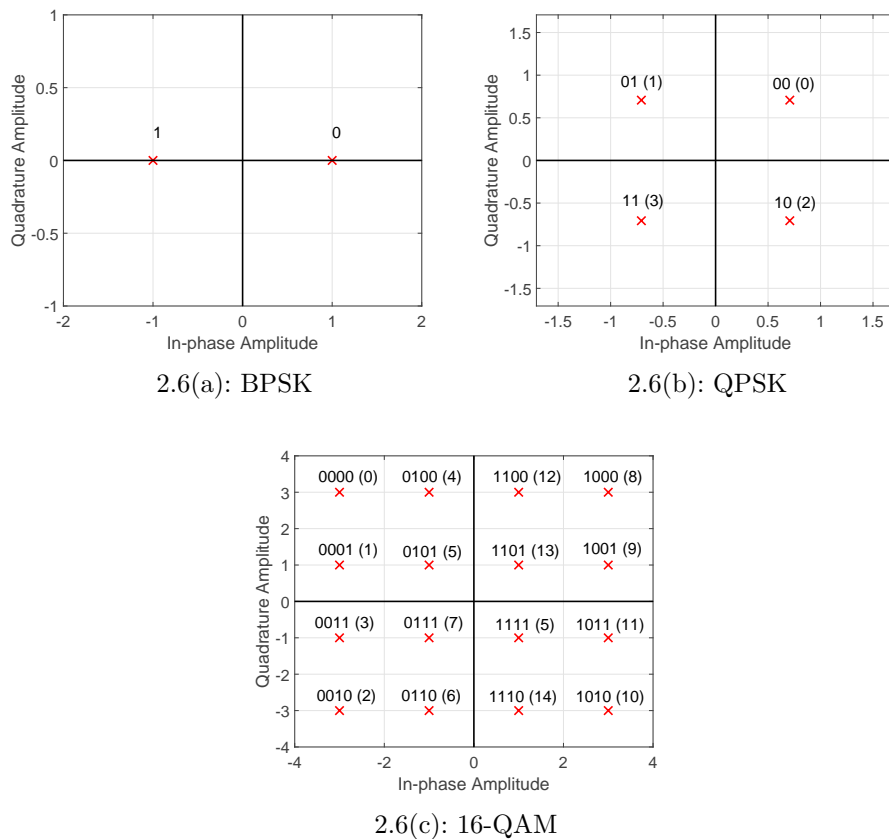 1
0.5
0
-0.5
-1
Quadrature Amplitude
1
0
-2 -1 0 1 2
In-phase Amplitude
2.6(a): BPSK
1.5
1
0.5
0
-0.5
-1
-1.5
Quadrature Amplitude
01 (1) 00 (0)
11 (3) 10 (2)
-1.5 -1 -0.5 0 0.5 1 1.5
In-phase Amplitude
2.6(b): QPSK
4
3
2
1
0
-1
-2
-3
-4
Quadrature Amplitude
0000 (0) 0100 (4) 1100 (12) 1000 (8)
0001 (1) 0101 (5) 1101 (13) 1001 (9)
0011 (3) 0111 (7) 1111 (5) 1011 (11)
0010 (2) 0110 (6) 1110 (14) 1010 (10)
-4 -2 0 2 4
In-phase Amplitude
2.6(c): 16-QAM